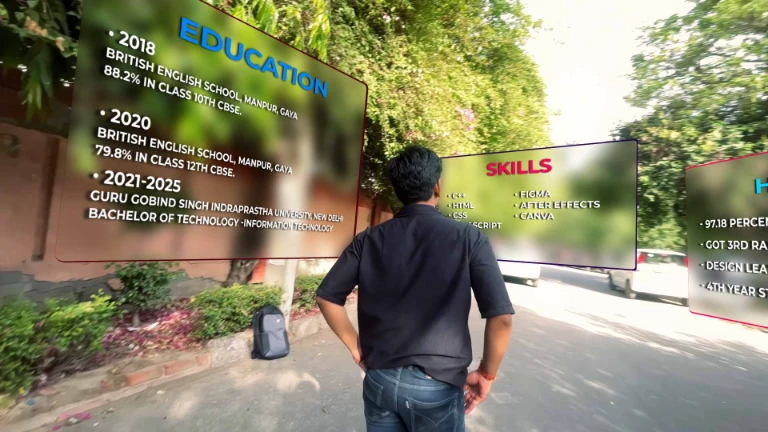 EDUCATION
• 2018
BRITISH ENGLISH SCHOOL, MANPUR, GAYA
88.2% IN CLASS 10TH CBSE.
• 2020
BRITISH ENGLISH SCHOOL, MANPUR, GAYA
79.8% IN CLASS 12TH CBSE.
• 2021-2025
GURU GOBIND SINGH INDRAPRASTHA UNIVERSITY, NEW DELHI
BACHELOR OF TECHNOLOGY -INFORMATION TECHNOLOGY
SKILLS
• C++
• HTML
• CSS
SCRIPT
• FIGMA
• AFTER EFFECTS
• CANVA
H
• 97.18 PERCEN
• GOT 3RD RA
• DESIGN LEA
• 4TH YEAR ST